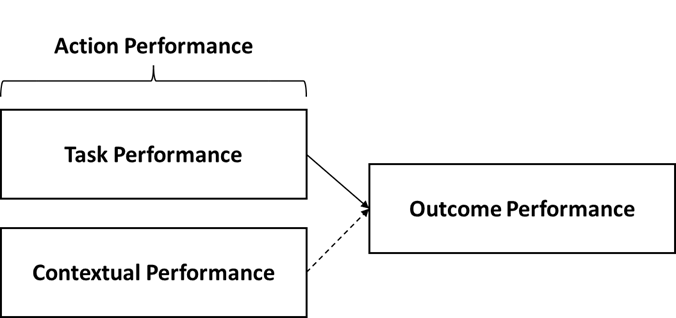 Action Performance
Task Performance
Outcome Performance
Contextual Performance